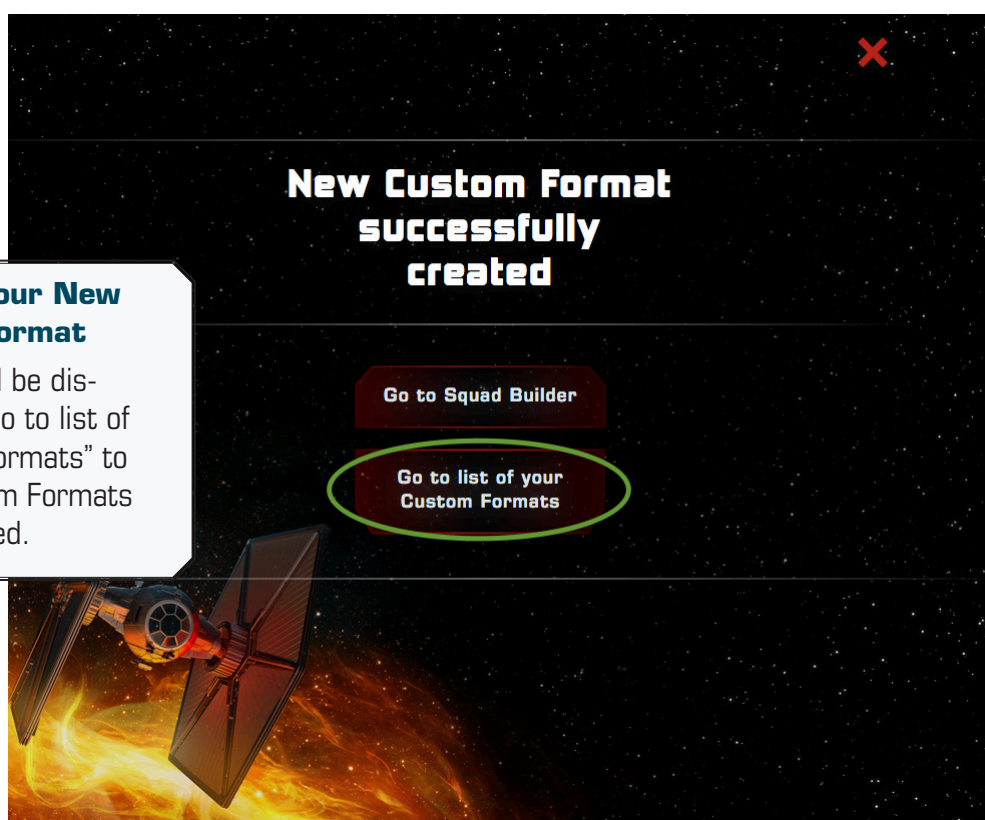 New Custom Format
successfully
created
our New
ormat
l be dis-
o to list of
ormats” to
m Formats
ed.
Go to Squad Builder
Go to list of your
Custom Formats